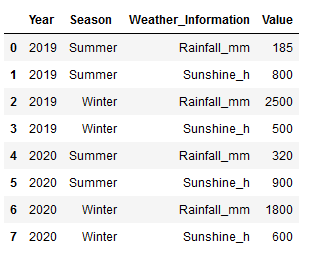 Year Season Weather_Information Value
0 2019 Summer Rainfall_mm 185
1 2019 Summer Sunshine_h 800
2 2019 Winter Rainfall_mm 2500
3 2019 Winter Sunshine_h 500
4 2020 Summer Rainfall_mm 320
5 2020 Summer Sunshine_h 900
6 2020 Winter Rainfall_mm 1800
7 2020 Winter Sunshine_h 600